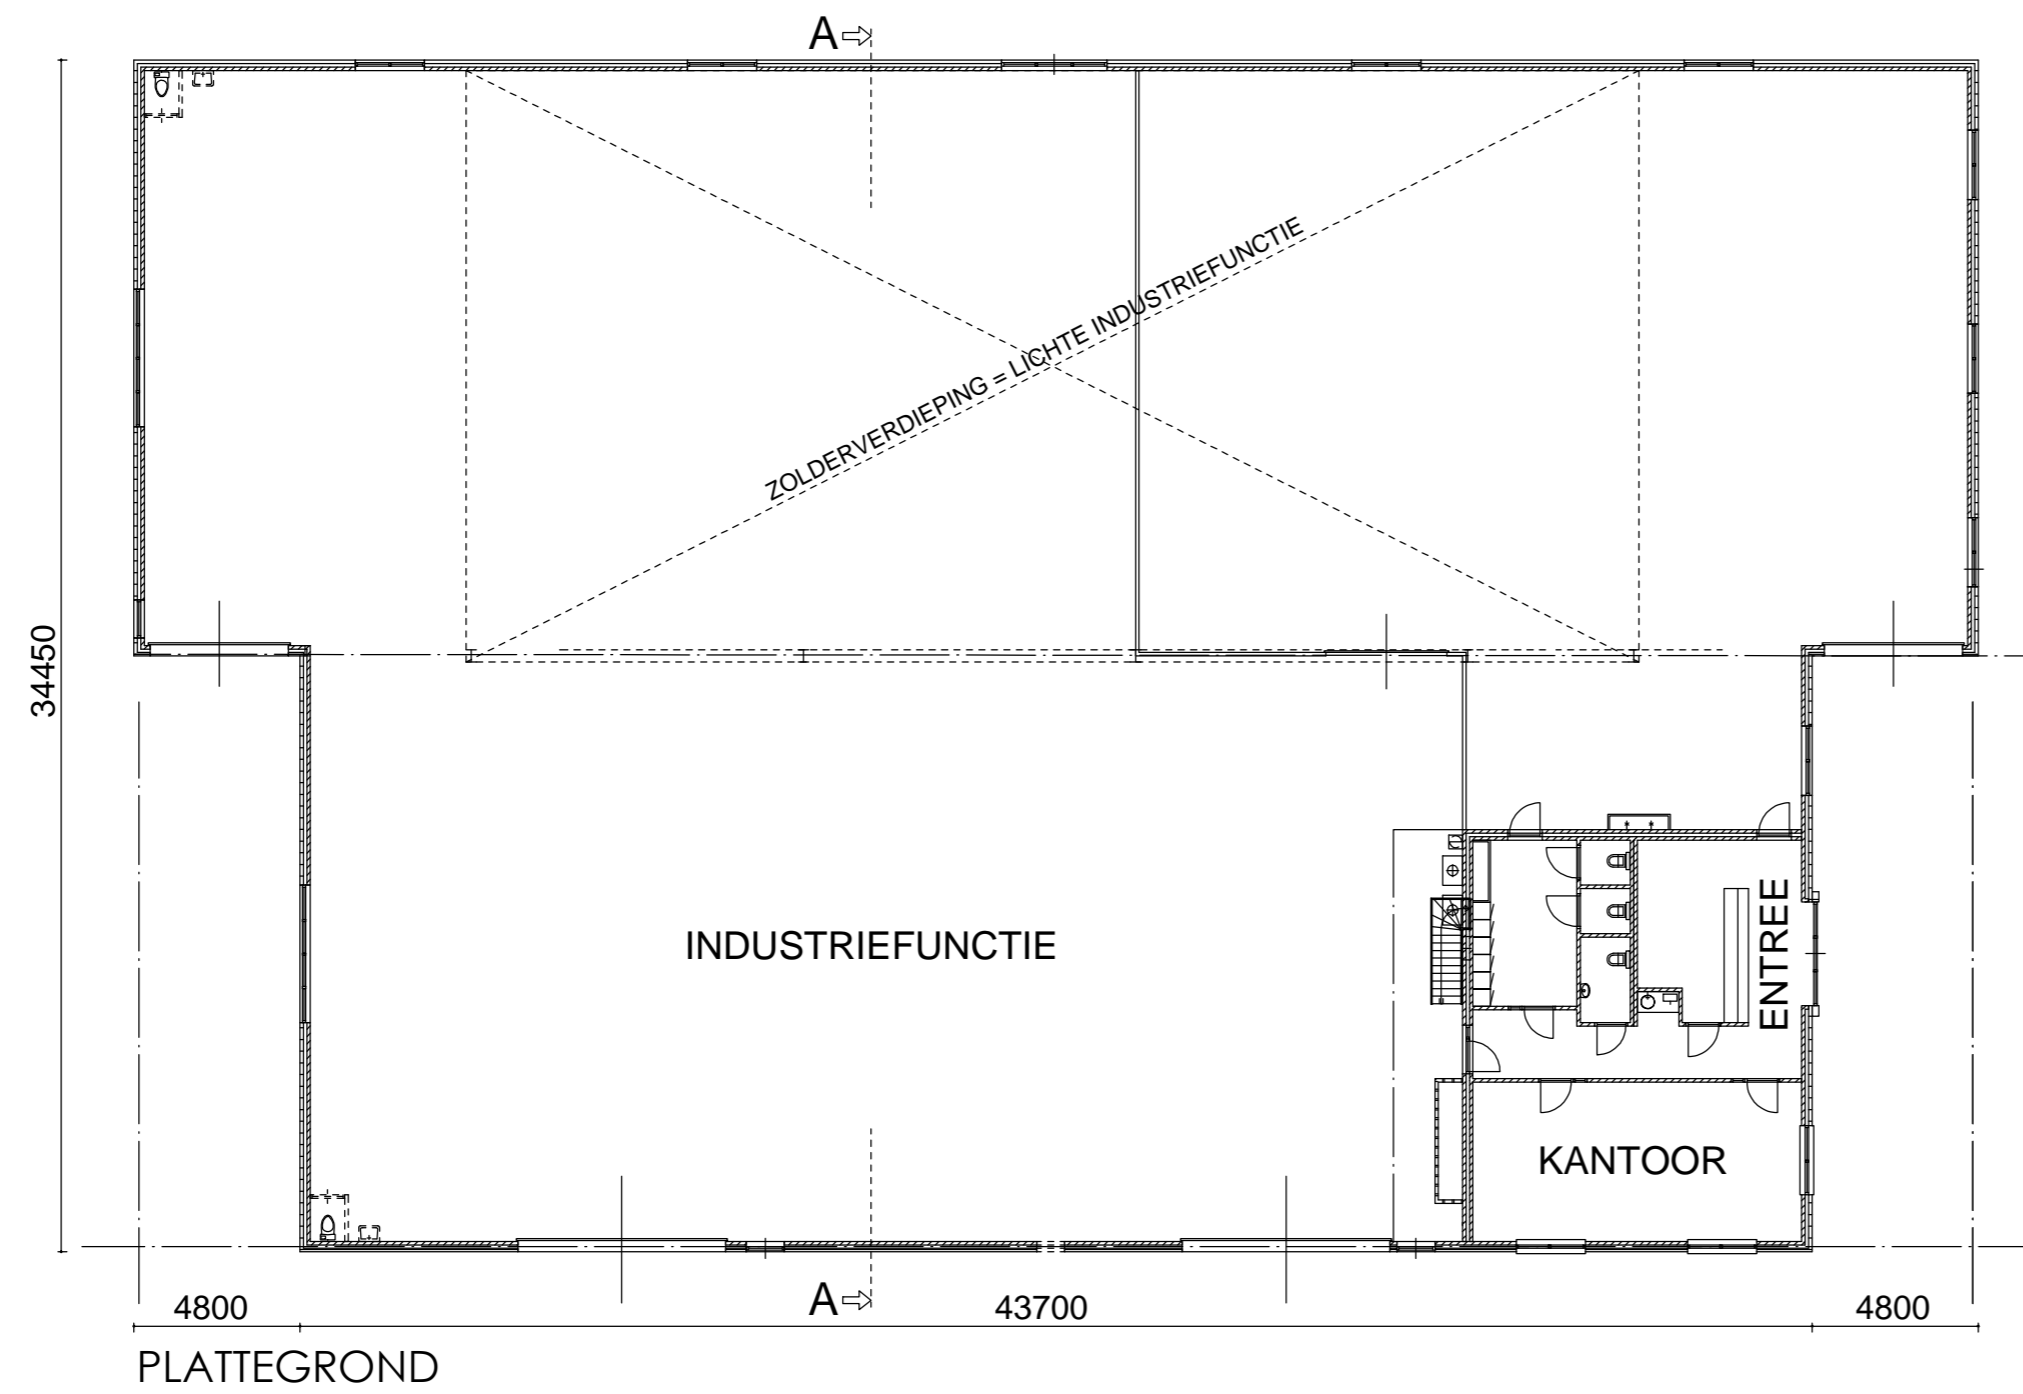 A
ZOLDERVERDIEPING = LICHTE INDUSTRIEFUNCTIE
34450
INDUSTRIEFUNCTIE
ENTREE
KANTOOR
A
4800
43700
4800
PLATTEGROND